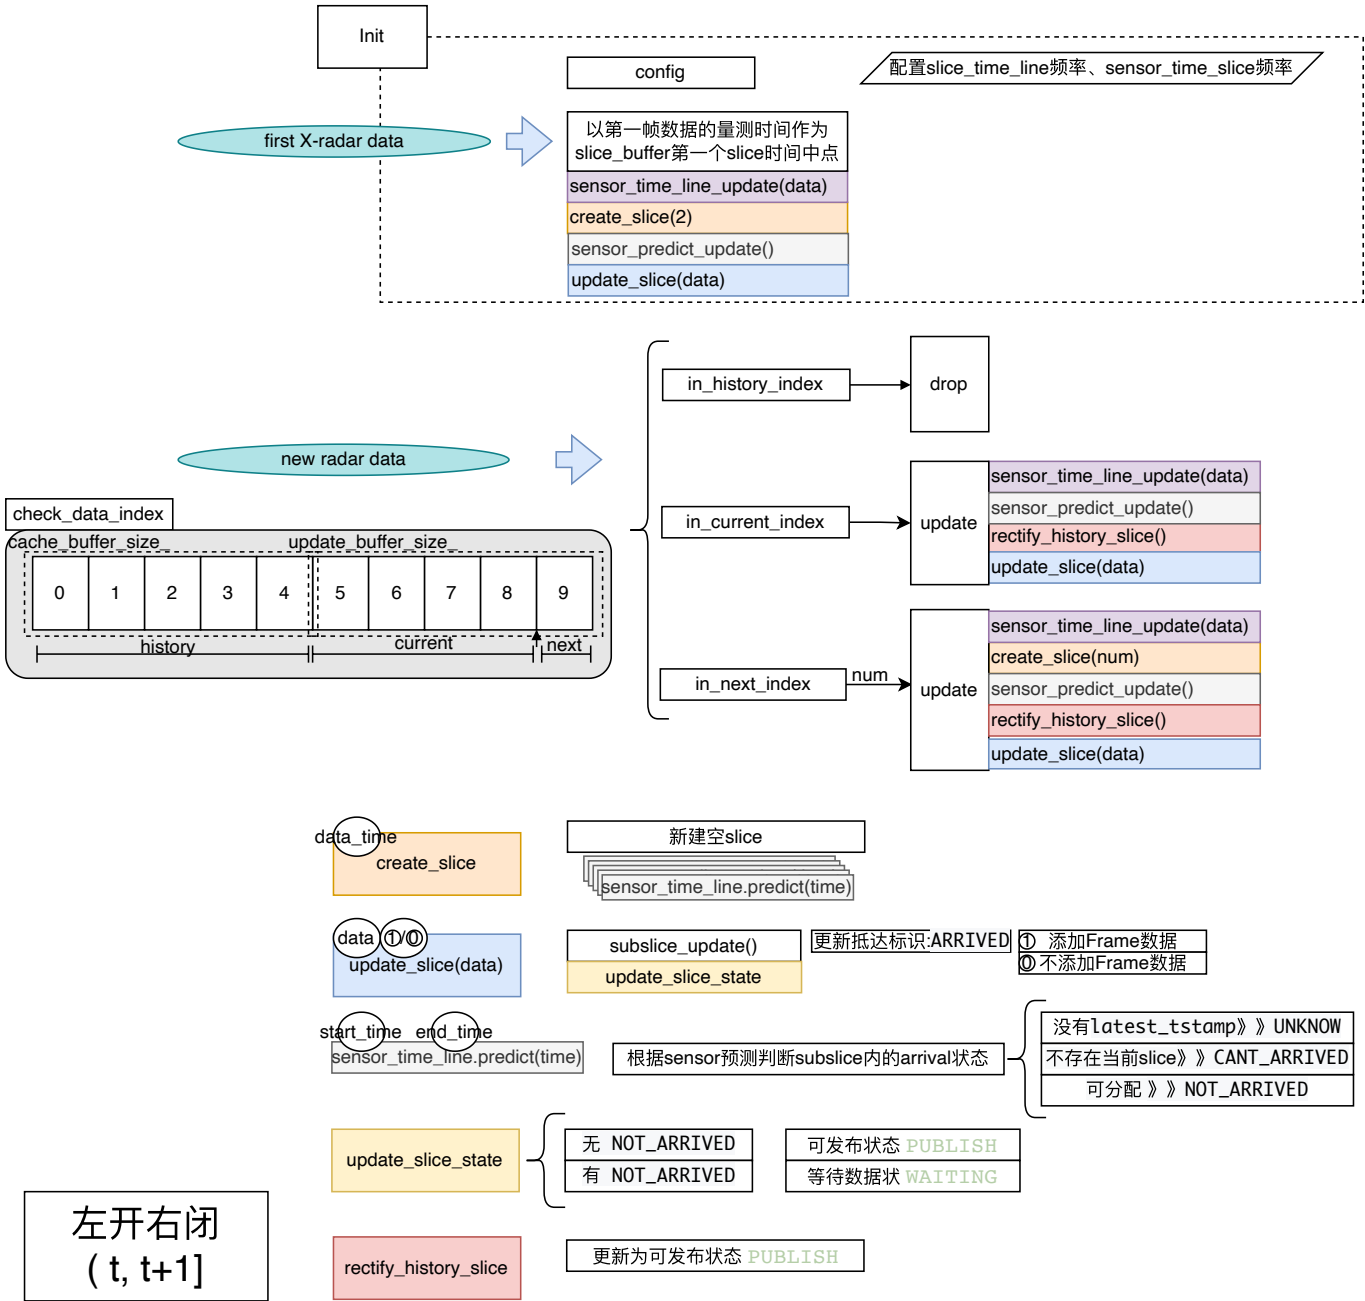 Init
config
配置slice_time_line频率、sensor_time_slice频率
first X-radar data
以第一帧数据的量测时间作为
slice_buffer第一个slice时间中点
sensor_time_line_update(data)
create_slice(2)
sensor_predict_update()
update_slice(data)
in_history_index
drop
new radar data
check_data_index
cache_buffer_size_
update_buffer_size_
0 1 2 3 4 5 6 7 8 9
history
current
next
in_current_index
update
sensor_time_line_update(data)
sensor_predict_update()
rectify_history_slice()
update_slice(data)
in_next_index
num
update
sensor_time_line_update(data)
create_slice(num)
sensor_predict_update()
rectify_history_slice()
update_slice(data)
data_time
create_slice
新建空slice
sensor_time_line.predict(time)
data
①/⓪
update_slice(data)
subslice_update()
update_slice_state
更新抵达标识:ARRIVED
① 添加Frame数据
⓪ 不添加Frame数据
start_time
end_time
sensor_time_line.predict(time)
根据sensor预测判断subslice内的arrival状态
没有latest_tstamp》》UNKNOW
不存在当前slice》》CANT_ARRIVED
可分配 》》NOT_ARRIVED
update_slice_state
无 NOT_ARRIVED
有 NOT_ARRIVED
可发布状态 PUBLISH
等待数据状 WAITING
左开右闭
( t, t+1]
rectify_history_slice
更新为可发布状态 PUBLISH